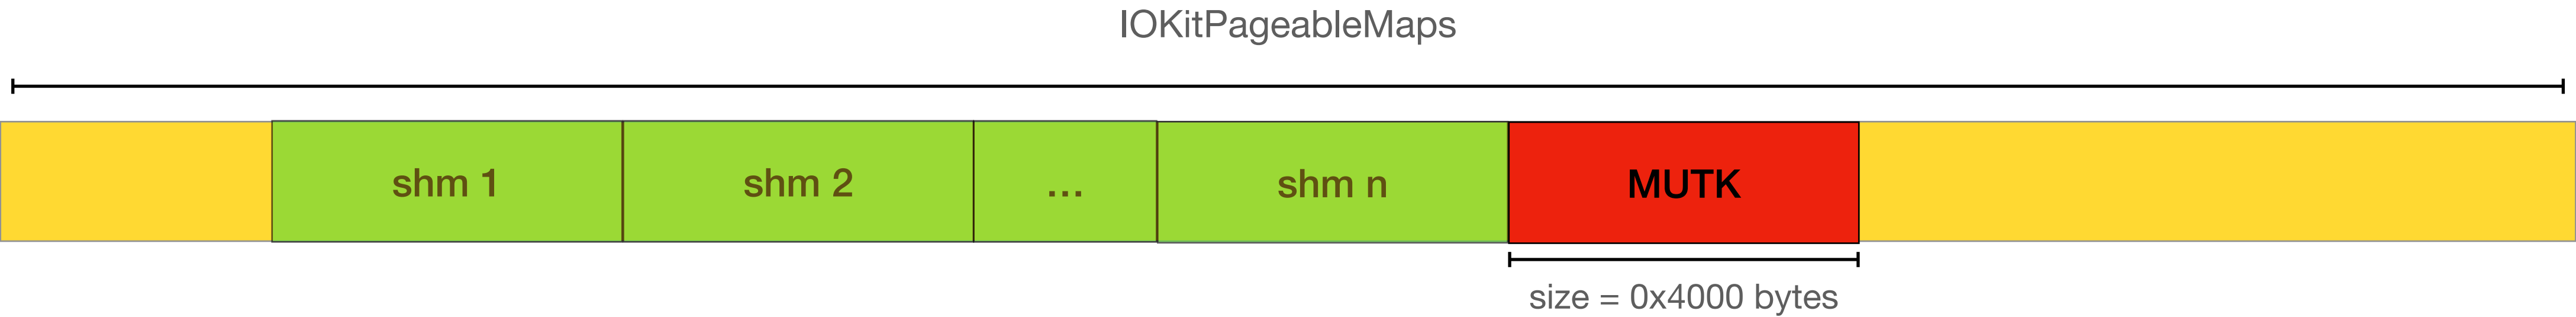 IOKitPageableMaps
shm 1
shm 2
...
shm n
MUTK
size = 0x4000 bytes